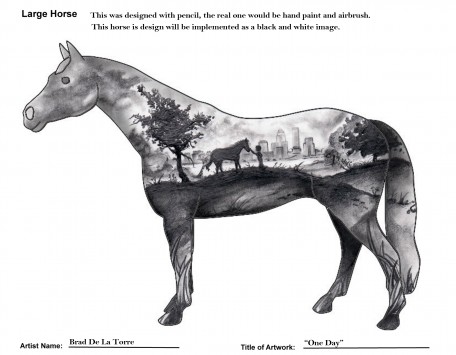 Large Horse This was designed with pencil, the real one would be hand paint and airbrush.
This horse is design will be implemented as a black and white image.
Artist Name: Brad De La Torre Title of Artwork: "One Day"